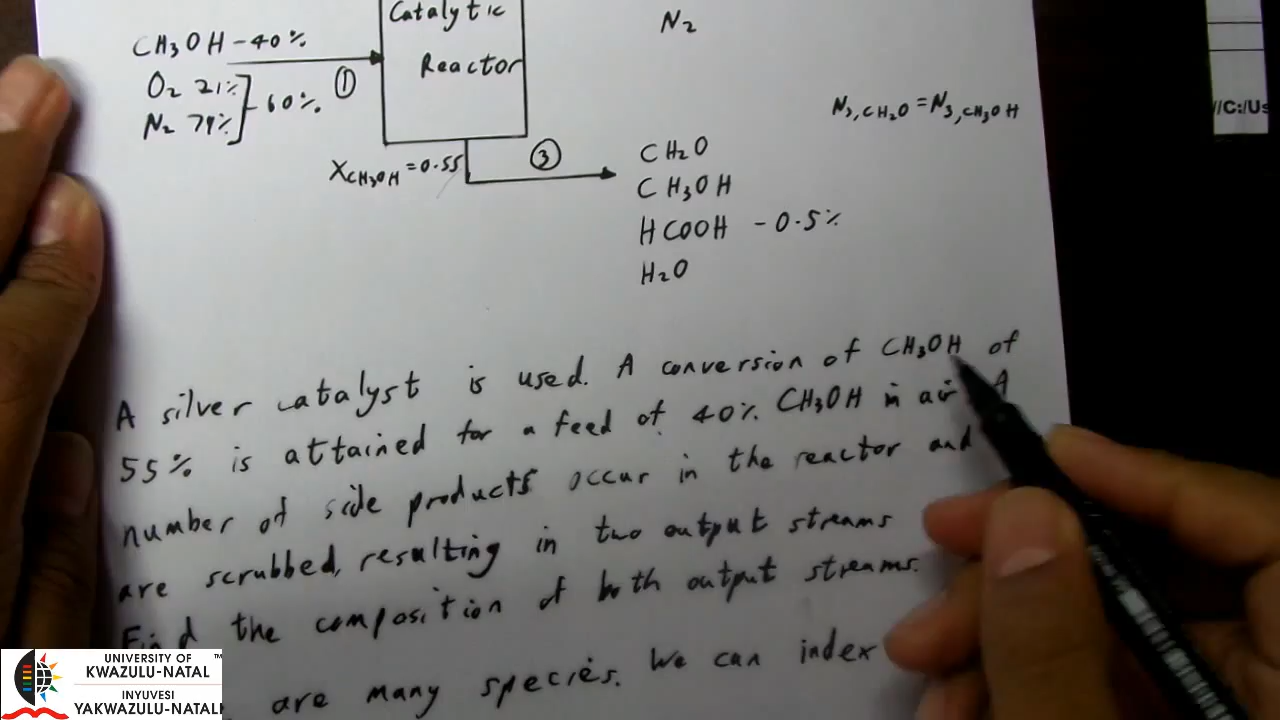 Catalytic
Reactor
N2
CH3OH - 40%
O2 21%
N2 79%
- 60%
1
N3,CH2O = N3,CH3OH
XCH3OH = 0.55
3
CH2O
CH3OH
HCOOH - 0.5%
H2O
//C:/Us
A silver catalyst is used. A conversion of CH3OH of
55% is attained for a feed of 40% CH3OH in air A
number of side products occur in the reactor and
are scrubbed, resulting in two output streams
Find the composition of both output streams.
are many species. We can index
UNIVERSITY OF
KWAZULU-NATAL
INYUVESI
YAKWAZULU-NATALI